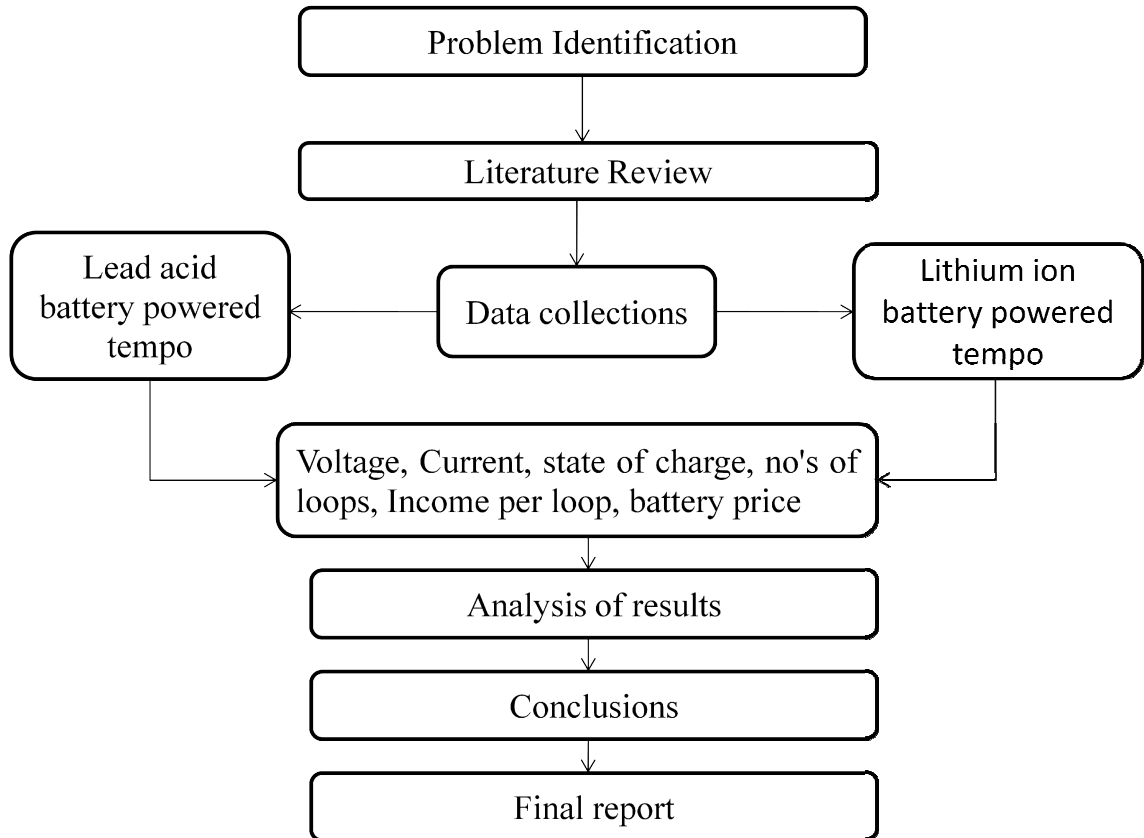 Problem Identification
Literature Review
Lead acid
battery powered
tempo
Data collections
Lithium ion
battery powered
tempo
Voltage, Current, state of charge, no's of
loops, Income per loop, battery price
Analysis of results
Conclusions
Final report